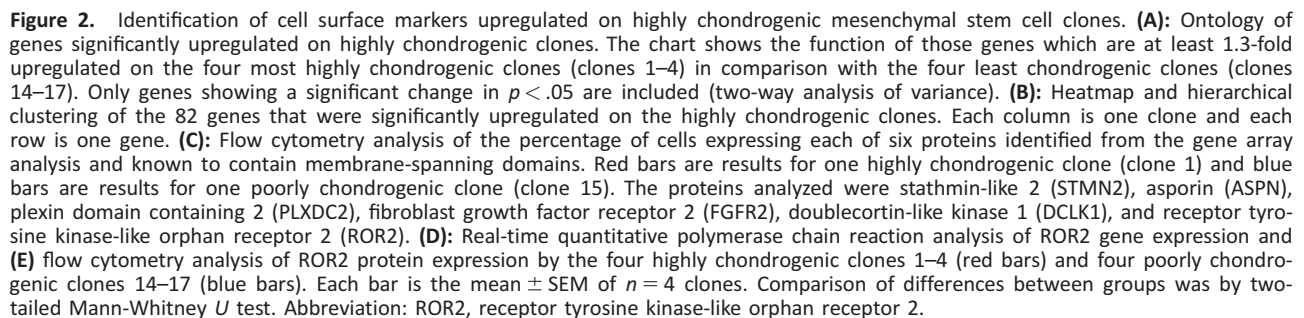 Figure 2. Identification of cell surface markers upregulated on highly chondrogenic mesenchymal stem cell clones. (A): Ontology of
genes significantly upregulated on highly chondrogenic clones. The chart shows the function of those genes which are at least 1.3-fold
upregulated on the four most highly chondrogenic clones (clones 1–4) in comparison with the four least chondrogenic clones (clones
14–17). Only genes showing a significant change in p < .05 are included (two-way analysis of variance). (B): Heatmap and hierarchical
clustering of the 82 genes that were significantly upregulated on the highly chondrogenic clones. Each column is one clone and each
row is one gene. (C): Flow cytometry analysis of the percentage of cells expressing each of six proteins identified from the gene array
analysis and known to contain membrane-spanning domains. Red bars are results for one highly chondrogenic clone (clone 1) and blue
bars are results for one poorly chondrogenic clone (clone 15). The proteins analyzed were stathmin-like 2 (STMN2), asporin (ASPN),
plexin domain containing 2 (PLXDC2), fibroblast growth factor receptor 2 (FGFR2), doublecortin-like kinase 1 (DCLK1), and receptor tyro-
sine kinase-like orphan receptor 2 (ROR2). (D): Real-time quantitative polymerase chain reaction analysis of ROR2 gene expression and
(E) flow cytometry analysis of ROR2 protein expression by the four highly chondrogenic clones 1–4 (red bars) and four poorly chondro-
genic clones 14–17 (blue bars). Each bar is the mean ± SEM of n = 4 clones. Comparison of differences between groups was by two-
tailed Mann-Whitney U test. Abbreviation: ROR2, receptor tyrosine kinase-like orphan receptor 2.